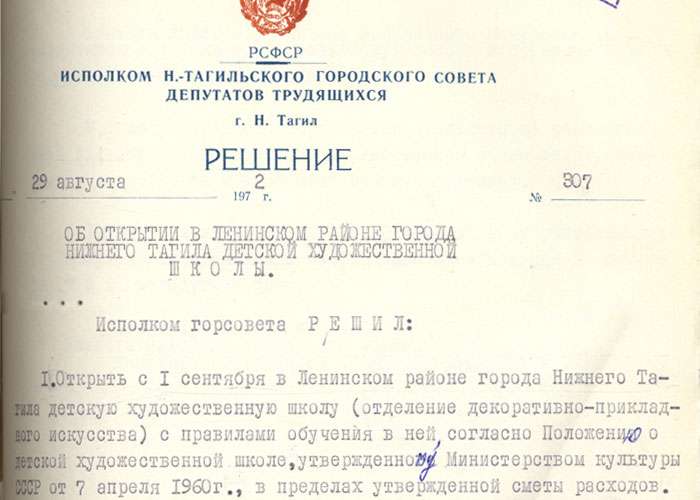 РСФСР
ИСПОЛКОМ Н.-ТАГИЛЬСКОГО ГОРОДСКОГО СОВЕТА
ДЕПУТАТОВ ТРУДЯЩИХСЯ
г. Н. Тагил
РЕШЕНИЕ
29 августа 197 2 г. № 307
ОБ ОТКРЫТИИ В ЛЕНИНСКОМ РАЙОНЕ ГОРОДА
НИЖНЕГО ТАГИЛА ДЕТСКОЙ ХУДОЖЕСТВЕННОЙ
ШКОЛЫ.
...
Исполком горсовета РЕШИЛ:
I.Открыть с I сентября в Ленинском районе города Нижнего Та-
гила детскую художественную школу (отделение декоративно-приклад-
ного искусства) с правилами обучения в ней, согласно Положению о
детской художественной школе, утвержденному Министерством культуры
СССР от 7 апреля 1960г., в пределах утвержденной сметы расходов.